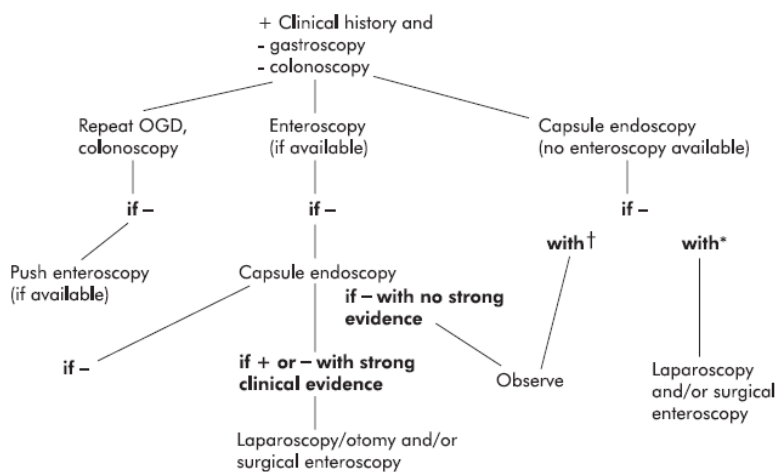 + Clinical history and
- gastroscopy
- colonoscopy
Repeat OGD,
colonoscopy
Enteroscopy
(if available)
Capsule endoscopy
(no enteroscopy available)
if –
if –
if –
with†
with*
Push enteroscopy
(if available)
Capsule endoscopy
if – with no strong
evidence
if –
if + or – with strong
clinical evidence
Observe
Laparoscopy
and/or surgical
enteroscopy
Laparoscopy/otomy and/or
surgical enteroscopy